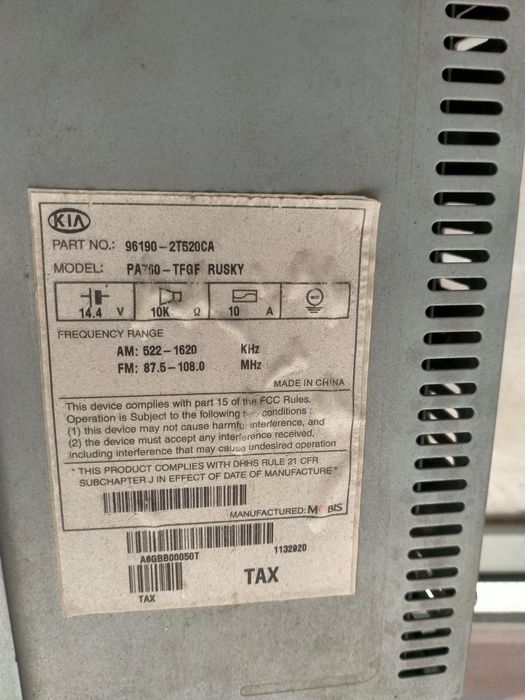 KIA
PART NO.: 96190-2T520CA
MODEL: PA760-TFGF RUSKY
14.4 V 10K Ω 10 A
FREQUENCY RANGE
AM: 522-1620 KHz
FM: 87.5-108.0 MHz
MADE IN CHINA
This device complies with part 15 of the FCC Rules.
Operation is Subject to the following two conditions :
(1) this device may not cause harmful interference, and
(2) the device must accept any interference received,
including interference that may cause undesired operation
* THIS PRODUCT COMPLIES WITH DHHS RULE 21 CFR
SUBCHAPTER J IN EFFECT OF DATE OF MANUFACTURE *
MANUFACTURED: MOBIS
A6GBB00050T 1132920
TAX
TAX